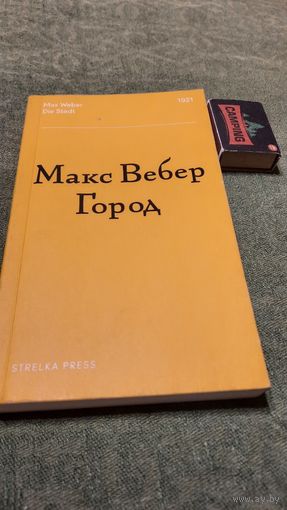 Max Weber
Die Stadt
1921
CAMPING
Макс Вебер
Город
STRELKA PRESS
www.ay.by